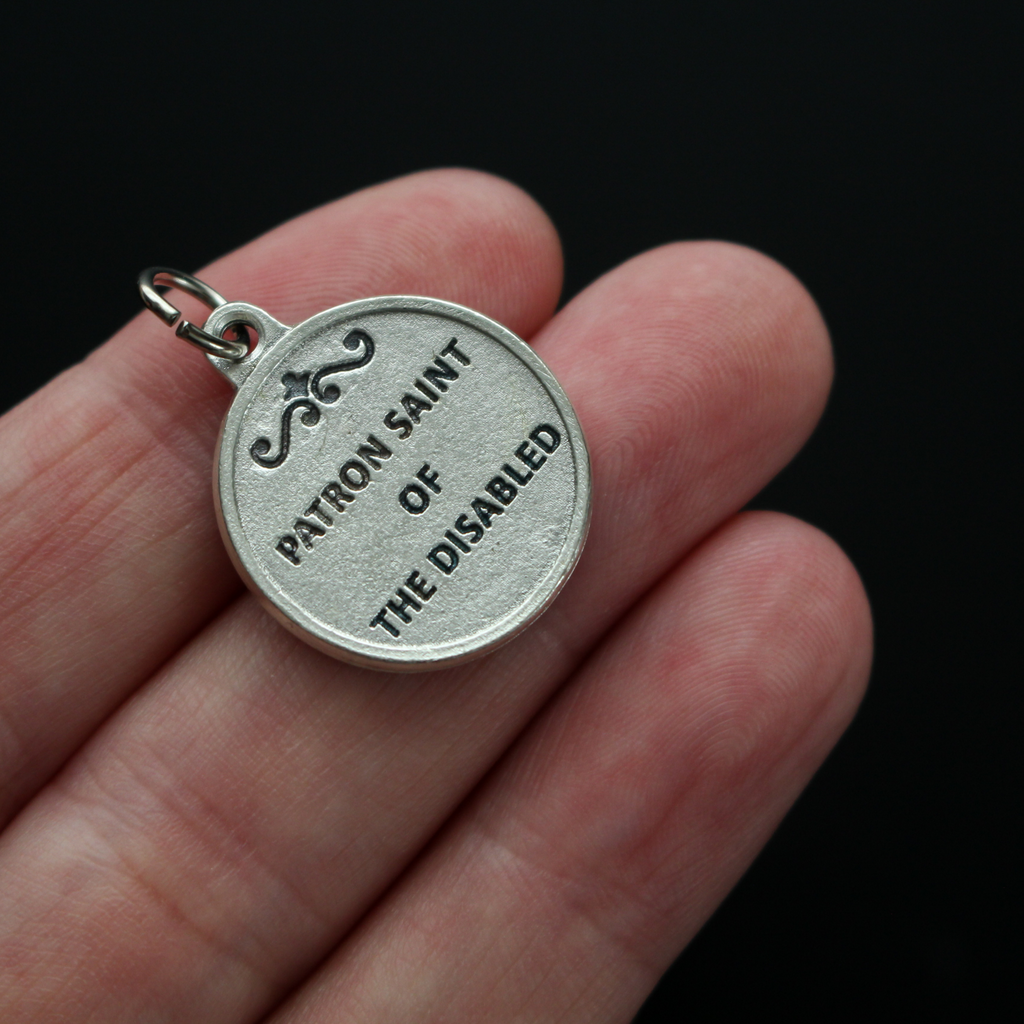 PATRON SAINT
OF
THE DISABLED